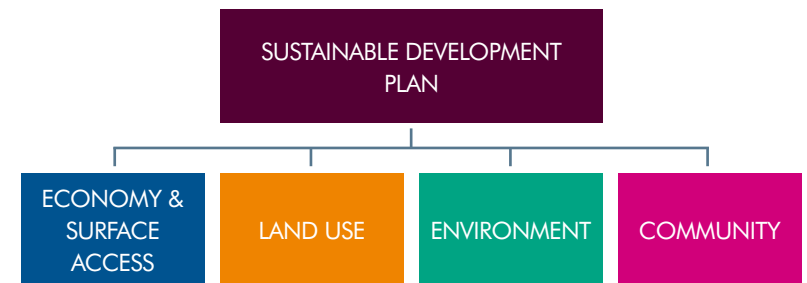 SUSTAINABLE DEVELOPMENT
PLAN
ECONOMY &
SURFACE
ACCESS
LAND USE
ENVIRONMENT
COMMUNITY